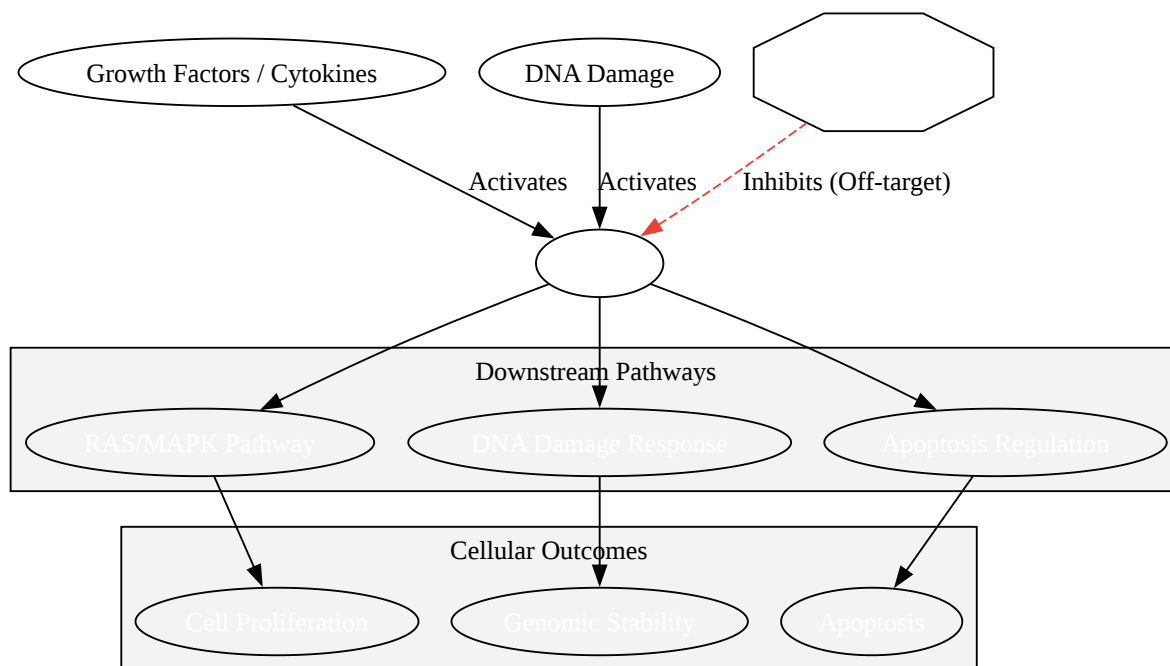 Growth Factors / Cytokines
DNA Damage
Activates
Activates
Inhibits (Off-target)
Downstream Pathways
RAS/MAPK Pathway
DNA Damage Response
Apoptosis Regulation
Cellular Outcomes
Cell Proliferation
Genomic Stability
Apoptosis